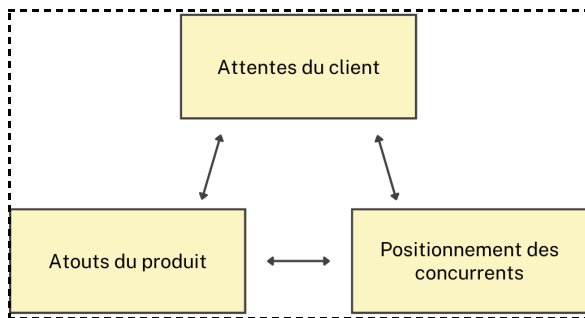 Attentes du client
Atouts du produit
Positionnement des
concurrents